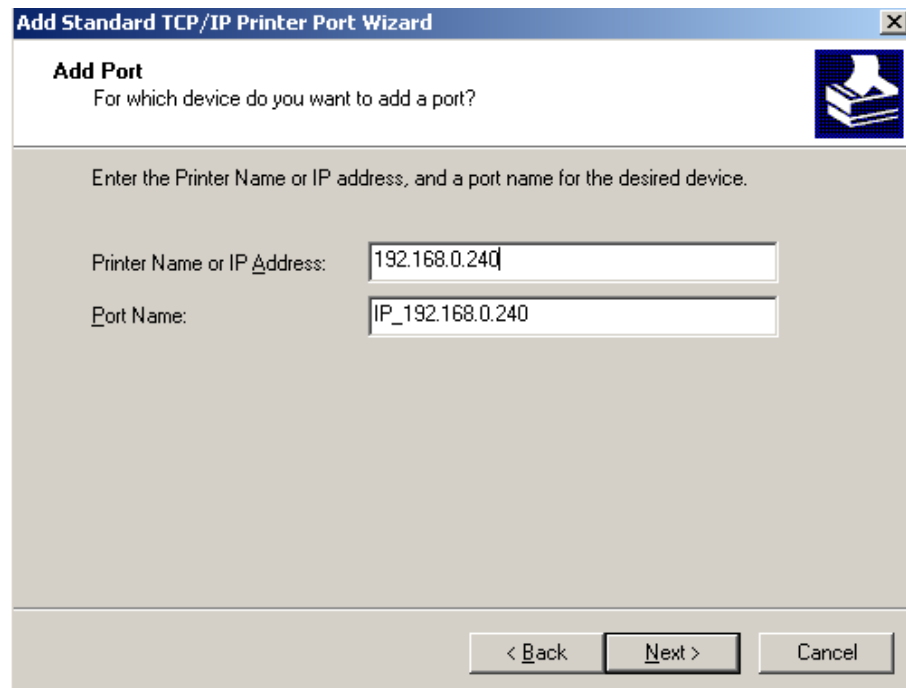 Add Standard TCP/IP Printer Port Wizard
Add Port
For which device do you want to add a port?
Enter the Printer Name or IP address, and a port name for the desired device.
Printer Name or IP Address: 192.168.0.240
Port Name: IP_192.168.0.240
< Back Next > Cancel